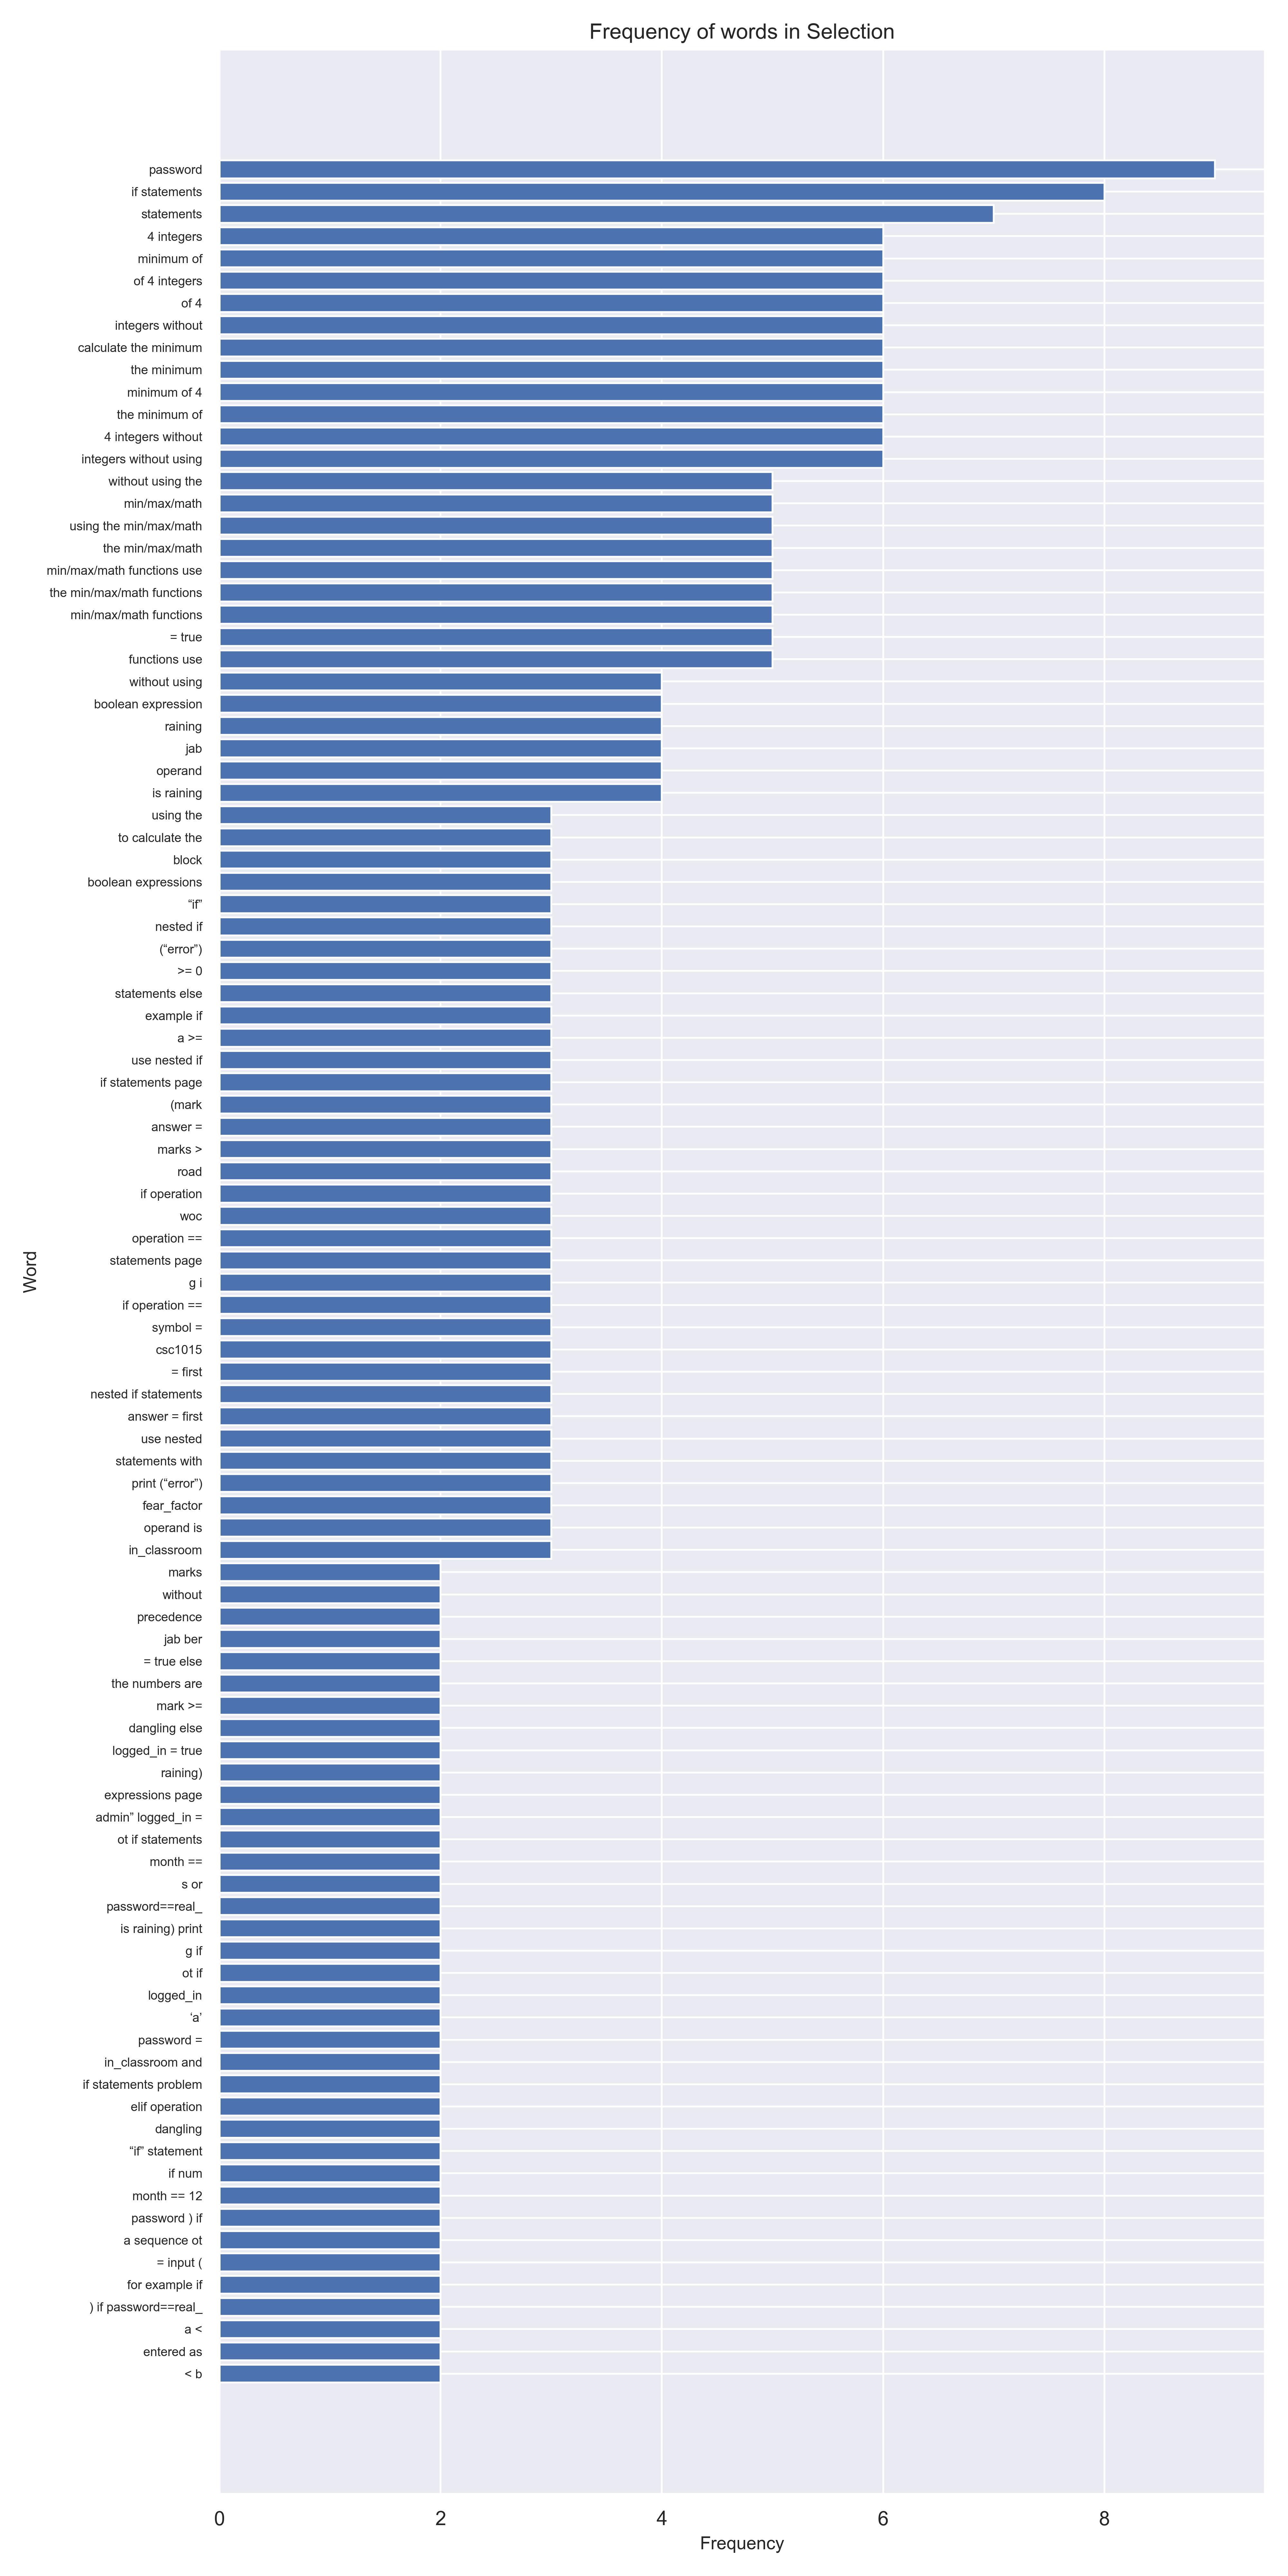 Frequency of words in Selection
password
if statements
statements
4 integers
minimum of
of 4 integers
of 4
integers without
calculate the minimum
the minimum
minimum of 4
the minimum of
4 integers without
integers without using
without using the
min/max/math
using the min/max/math
the min/max/math
min/max/math functions use
the min/max/math functions
min/max/math functions
= true
functions use
without using
boolean expression
raining
jab
operand
is raining
using the
to calculate the
block
boolean expressions
“if”
nested if
(“error”)
>= 0
statements else
example if
a >=
use nested if
if statements page
(mark
answer =
marks >
road
if operation
woc
operation ==
statements page
g i
if operation ==
symbol =
csc1015
= first
nested if statements
answer = first
use nested
statements with
print (“error”)
fear_factor
operand is
in_classroom
marks
without
precedence
jab ber
= true else
the numbers are
mark >=
dangling else
logged_in = true
raining)
expressions page
admin” logged_in =
ot if statements
month ==
s or
password==real_
is raining) print
g if
ot if
logged_in
‘a’
password =
in_classroom and
if statements problem
elif operation
dangling
“if” statement
if num
month == 12
password ) if
a sequence ot
= input (
for example if
) if password==real_
a <
entered as
< b
Word
0 2 4 6 8
Frequency